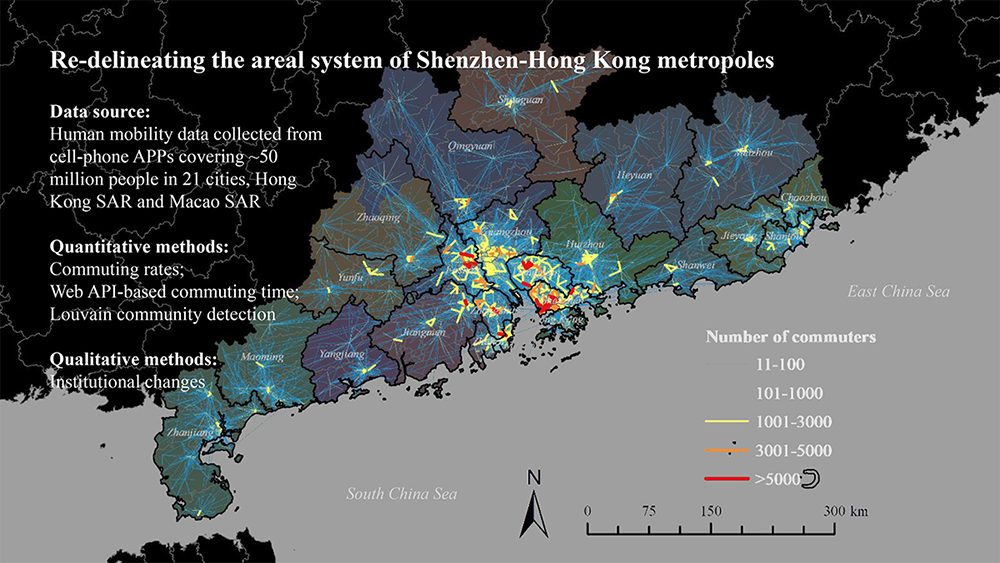 Re-delineating the areal system of Shenzhen-Hong Kong metropoles
Data source:
Human mobility data collected from
cell-phone APPs covering ~50
million people in 21 cities, Hong
Kong SAR and Macao SAR
Quantitative methods:
Commuting rates;
Web API-based commuting time;
Louvain community detection
Qualitative methods:
Institutional changes
Shaoguan
Qingyuan
Heyuan
Meizhou
Chaozhou
Zhaoqing
Guangzhou
Huizhou
Jieyang
Shantou
Yunfu
Shanwei
Jiangmen
Yangjiang
Maoming
Zhanjiang
East China Sea
South China Sea
Number of commuters
11-100
101-1000
1001-3000
3001-5000
>5000
N
0 75 150 300 km